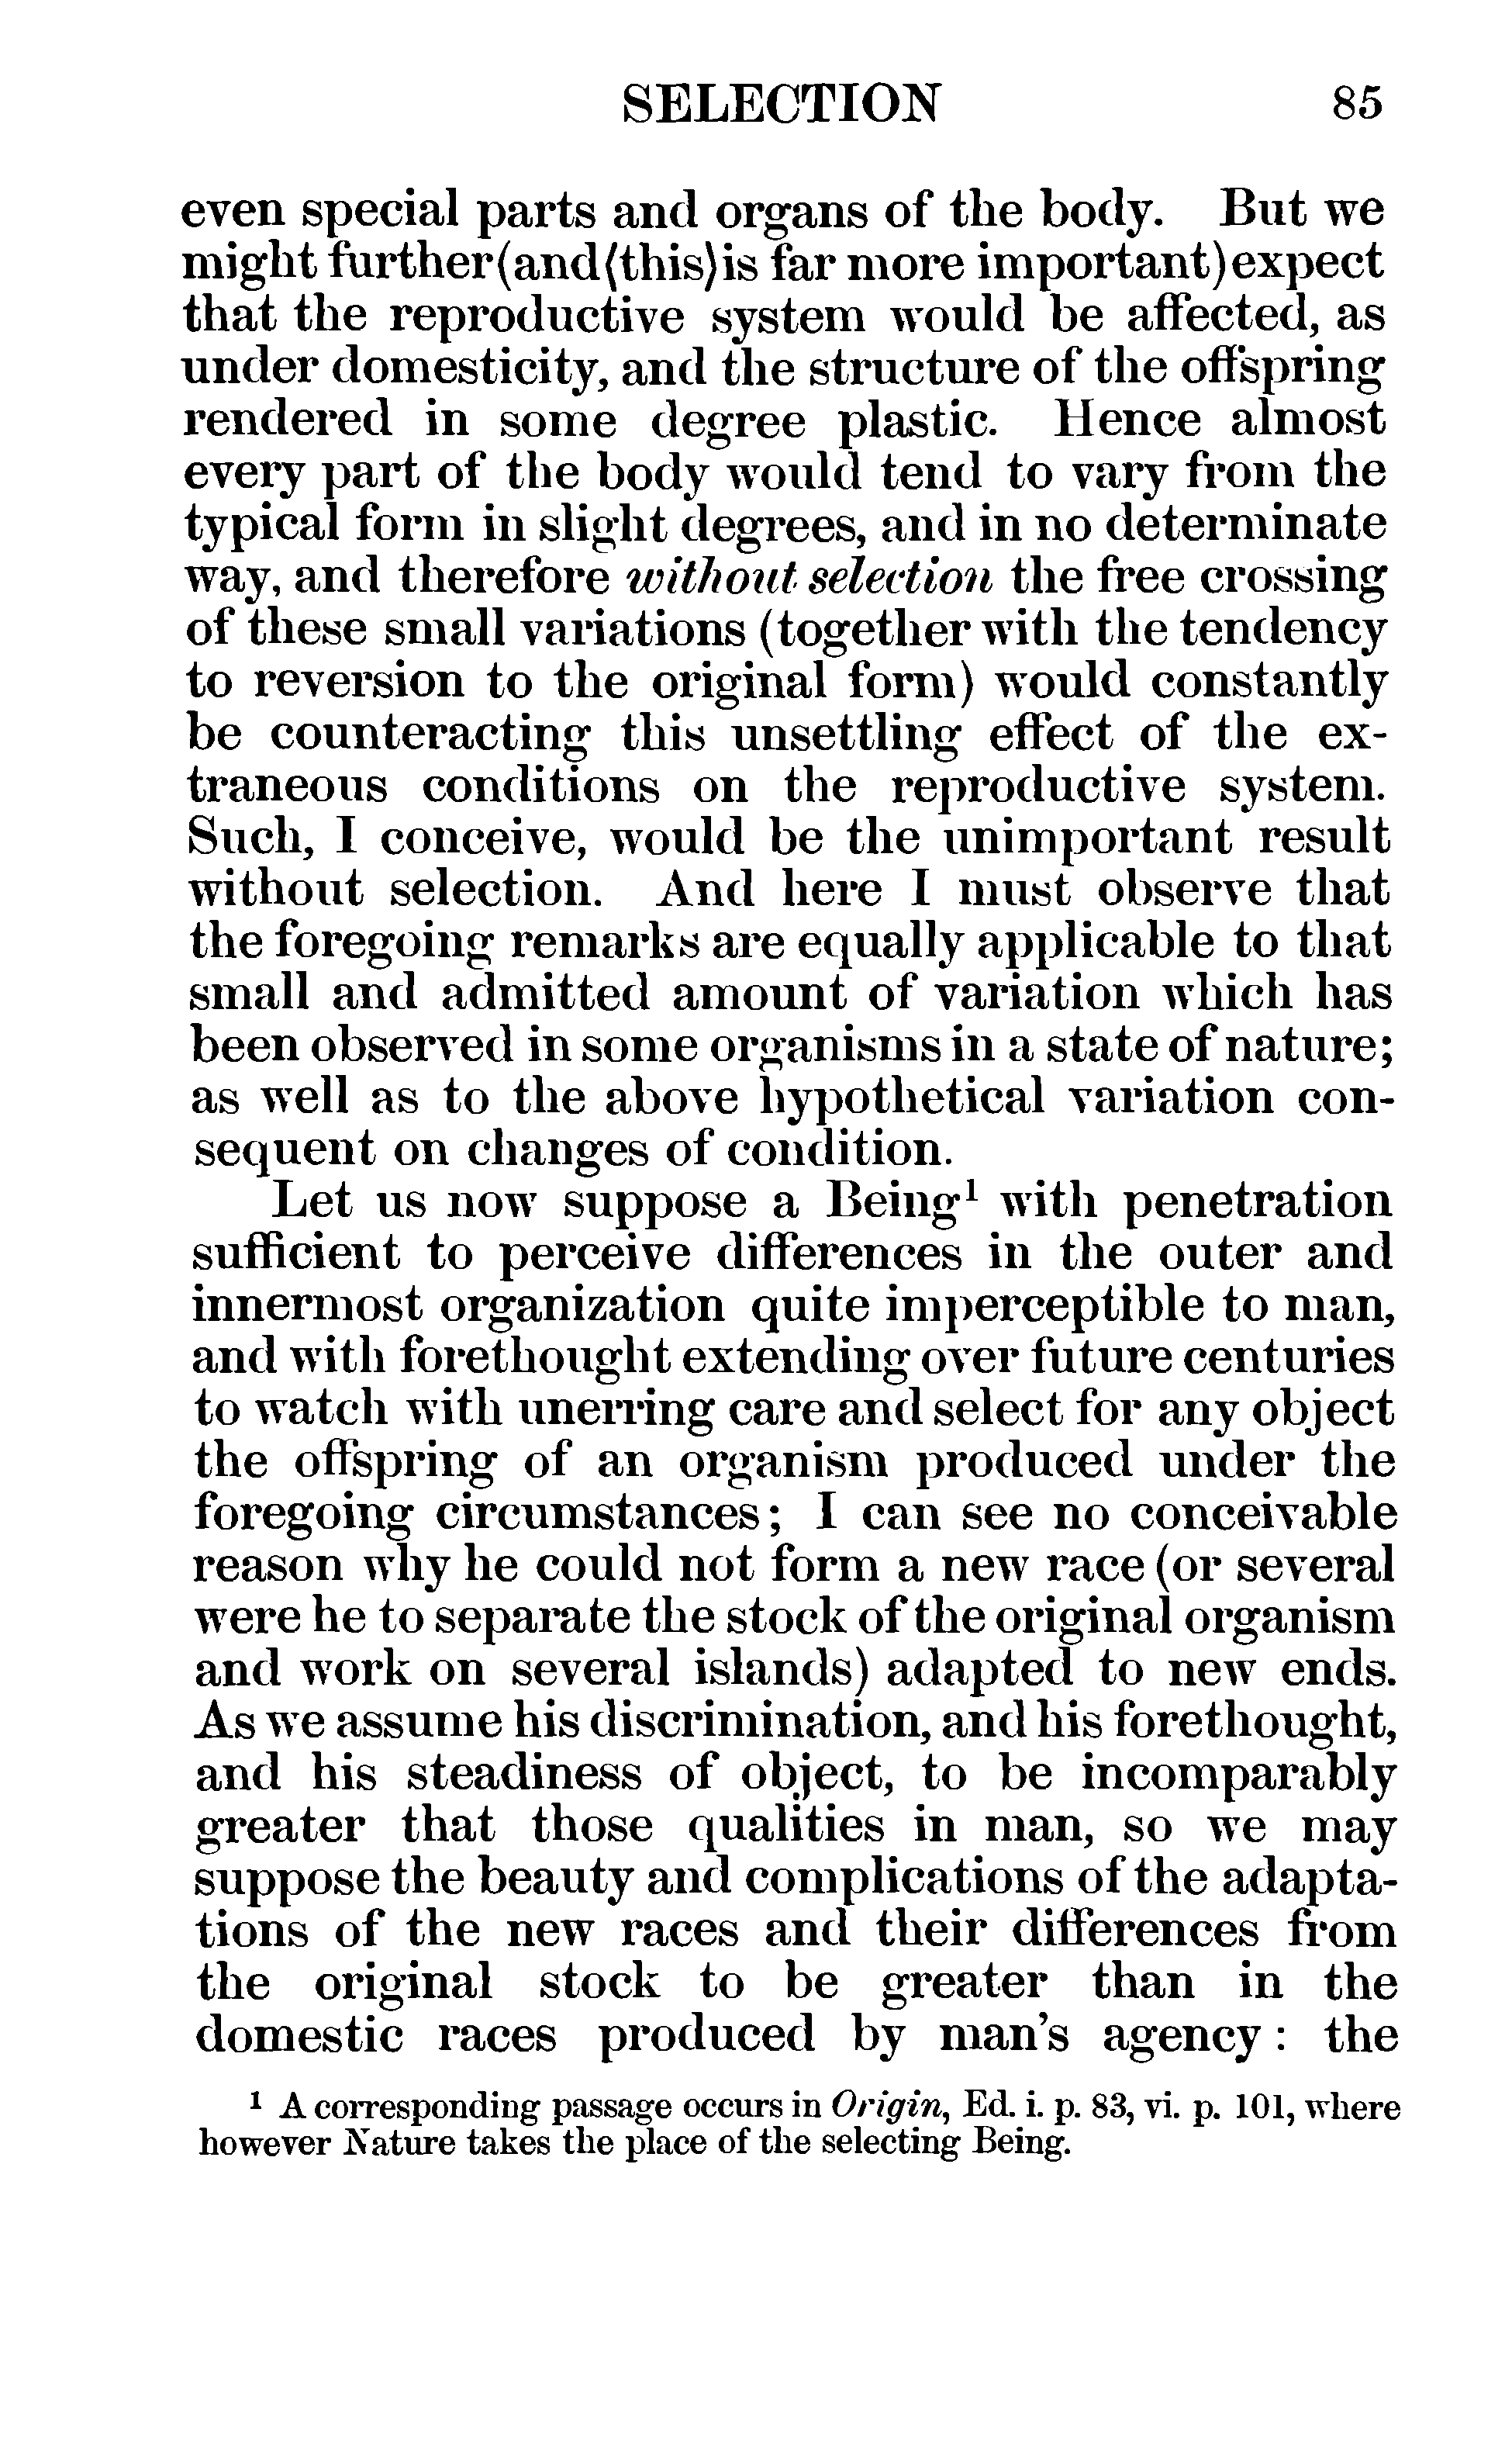 SELECTION 85
even special parts and organs of the body. But we
might further (and ⟨this⟩ is far more important) expect
that the reproductive system would be affected, as
under domesticity, and the structure of the offspring
rendered in some degree plastic. Hence almost
every part of the body would tend to vary from the
typical form in slight degrees, and in no determinate
way, and therefore without selection the free crossing
of these small variations (together with the tendency
to reversion to the original form) would constantly
be counteracting this unsettling effect of the ex-
traneous conditions on the reproductive system.
Such, I conceive, would be the unimportant result
without selection. And here I must observe that
the foregoing remarks are equally applicable to that
small and admitted amount of variation which has
been observed in some organisms in a state of nature;
as well as to the above hypothetical variation con-
sequent on changes of condition.
Let us now suppose a Being¹ with penetration
sufficient to perceive differences in the outer and
innermost organization quite imperceptible to man,
and with forethought extending over future centuries
to watch with unerring care and select for any object
the offspring of an organism produced under the
foregoing circumstances; I can see no conceivable
reason why he could not form a new race (or several
were he to separate the stock of the original organism
and work on several islands) adapted to new ends.
As we assume his discrimination, and his forethought,
and his steadiness of object, to be incomparably
greater that those qualities in man, so we may
suppose the beauty and complications of the adapta-
tions of the new races and their differences from
the original stock to be greater than in the
domestic races produced by man's agency: the
¹ A corresponding passage occurs in Origin, Ed. i. p. 83, vi. p. 101, where
however Nature takes the place of the selecting Being.